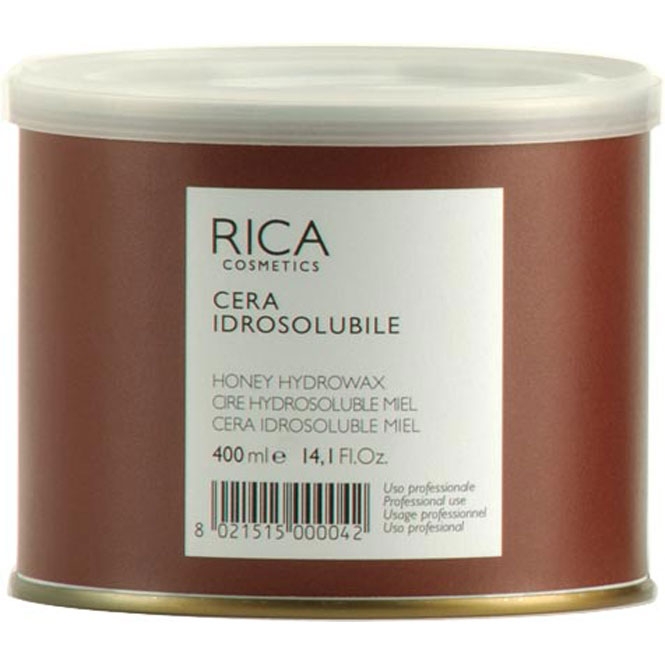 RICA
COSMETICS
CERA
IDROSOLUBILE
HONEY HYDROWAX
CIRE HYDROSOLUBLE MIEL
CERA IDROSOLUBLE MIEL
400 ml ℮ 14,1 Fl.Oz.
Uso professionale
Professional use
Usage professionnel
Uso profesional
8 021515 000042